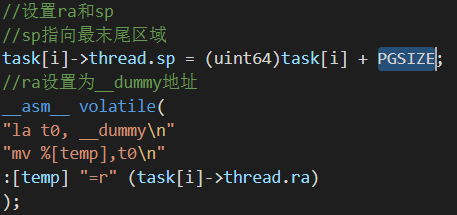 //设置ra和sp
//sp指向最末尾区域
task[i]->thread.sp = (uint64)task[i] + PGSIZE;
//ra设置为__dummy地址
__asm__ volatile(
"la t0, __dummy\n"
"mv %[temp],t0\n"
:[temp] "=r" (task[i]->thread.ra)
);